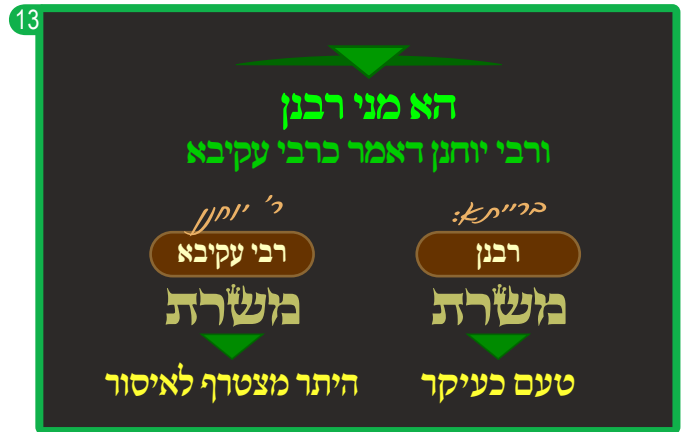 13
הא מני רבנן
ורבי יוחנן דאמר כרבי עקיבא
ברייתא: ר' יוחנן
רבנן רבי עקיבא
משרת משרת
טעם כעיקר היתר מצטרף לאיסור